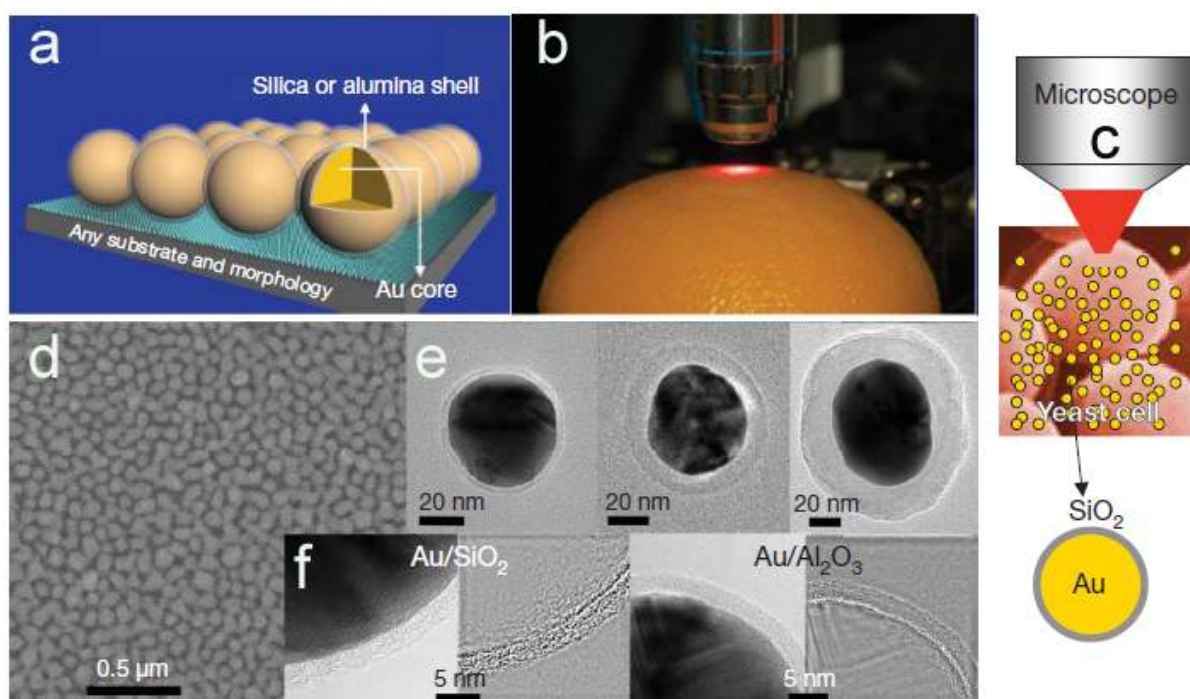 a
Silica or alumina shell
Any substrate and morphology
Au core
b
Microscope
C
Yeast cell
SiO₂
Au
d
0.5 µm
e
20 nm
20 nm
20 nm
f
Au/SiO₂
5 nm
Au/Al₂O₃
5 nm